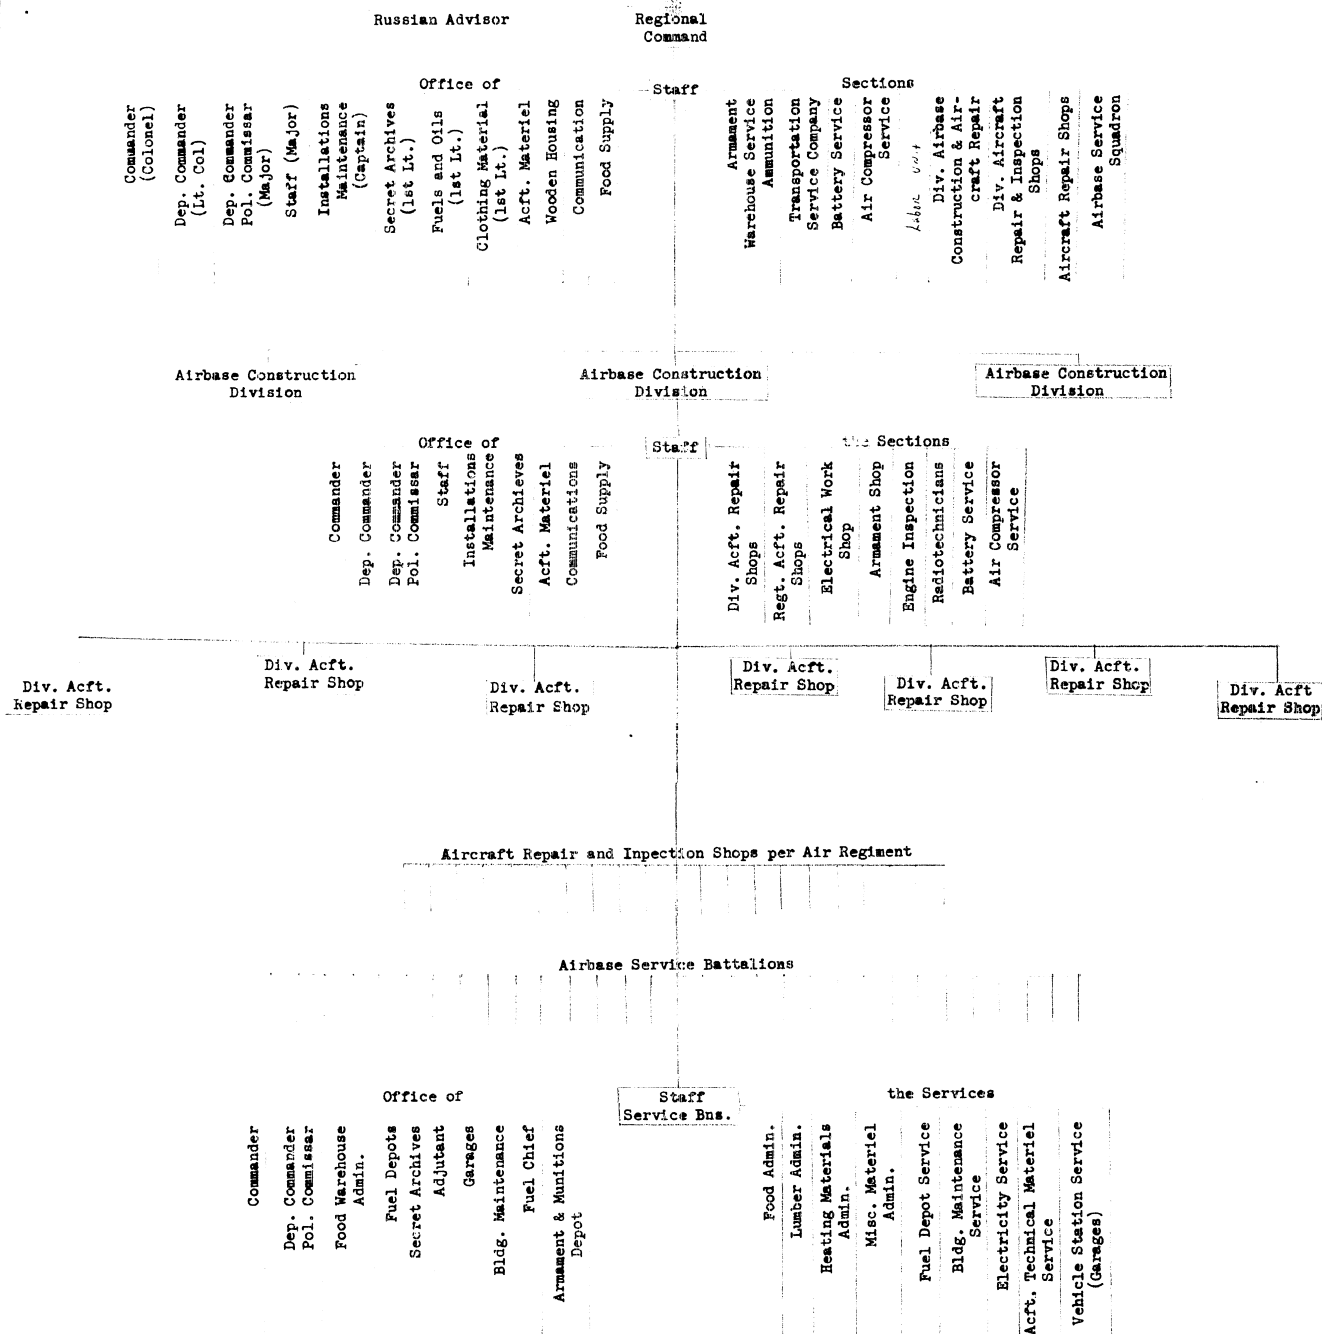 Russian Advisor
Regional
Command
Office of
Staff
Sections
Commander
(Colonel)
Dep. Commander
(Lt. Col)
Dep. Commander
Pol. Commissar
(Major)
Staff (Major)
Installations
Maintenance
(Captain)
Secret Archives
(1st Lt.)
Fuels and Oils
(1st Lt.)
Clothing Material
(1st Lt.)
Acft. Materiel
Wooden Housing
Communication
Food Supply
Armament
Warehouse Service
Ammunition
Transportation
Service Company
Battery Service
Air Compressor
Service
Labor Unit
Div. Airbase
Construction & Air-
craft Repair
Div. Aircraft
Repair & Inspection
Shops
Aircraft Repair Shops
Airbase Service
Squadron
Airbase Construction
Division
Airbase Construction
Division
Airbase Construction
Division
Office of
Staff
the Sections
Commander
Dep. Commander
Dep. Commander
Pol. Commissar
Staff
Installations
Maintenance
Secret Archieves
Acft. Materiel
Communications
Food Supply
Div. Acft. Repair
Shops
Regt. Acft. Repair
Shops
Electrical Work
Shop
Armament Shop
Engine Inspection
Radiotechnicians
Battery Service
Air Compressor
Service
Div. Acft.
Repair Shop
Div. Acft.
Repair Shop
Div. Acft.
Repair Shop
Div. Acft.
Repair Shop
Div. Acft.
Repair Shop
Div. Acft.
Repair Shop
Div. Acft
Repair Shop
Aircraft Repair and Inpection Shops per Air Regiment
Airbase Service Battalions
Office of
Staff
Service Bns.
the Services
Commander
Dep. Commander
Pol. Commissar
Food Warehouse
Admin.
Fuel Depots
Secret Archives
Adjutant
Garages
Bldg. Maintenance
Fuel Chief
Armament & Munitions
Depot
Food Admin.
Lumber Admin.
Heating Materials
Admin.
Misc. Materiel
Admin.
Fuel Depot Service
Bldg. Maintenance
Service
Electricity Service
Acft. Technical Materiel
Service
Vehicle Station Service
(Garages)